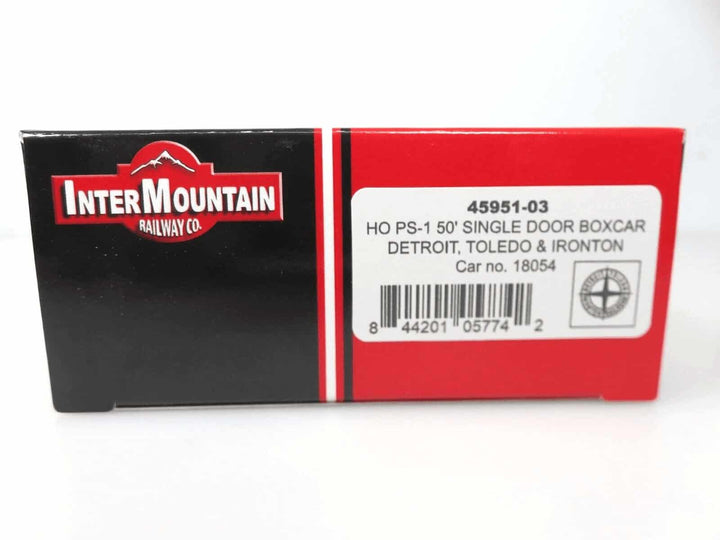 INTERMOUNTAIN
RAILWAY CO.
45951-03
HO PS-1 50' SINGLE DOOR BOXCAR
DETROIT, TOLEDO & IRONTON
Car no. 18054
8 44201 05774 2